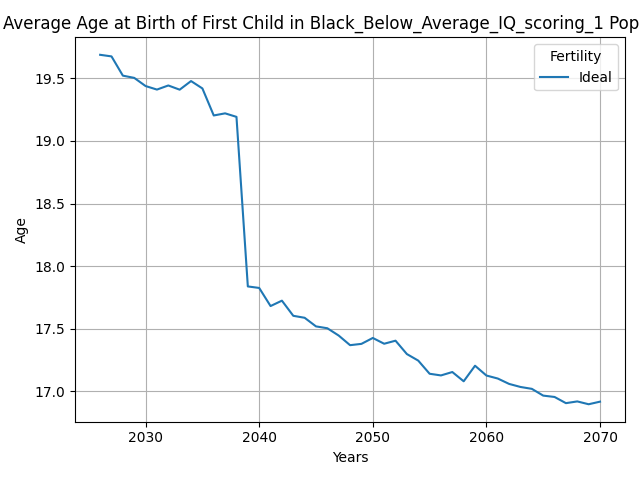 Average Age at Birth of First Child in Black_Below_Average_IQ_scoring_1 Pop
Fertility
Ideal
19.5
19.0
18.5
18.0
17.5
17.0
Age
2030 2040 2050 2060 2070
Years